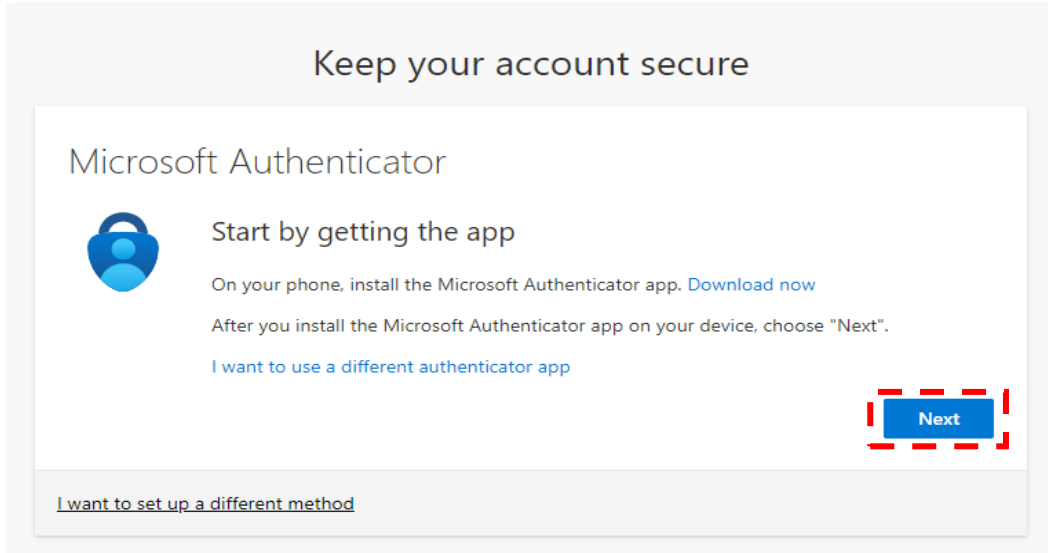 Keep your account secure
Microsoft Authenticator
Start by getting the app
On your phone, install the Microsoft Authenticator app. Download now
After you install the Microsoft Authenticator app on your device, choose "Next".
I want to use a different authenticator app
Next
I want to set up a different method